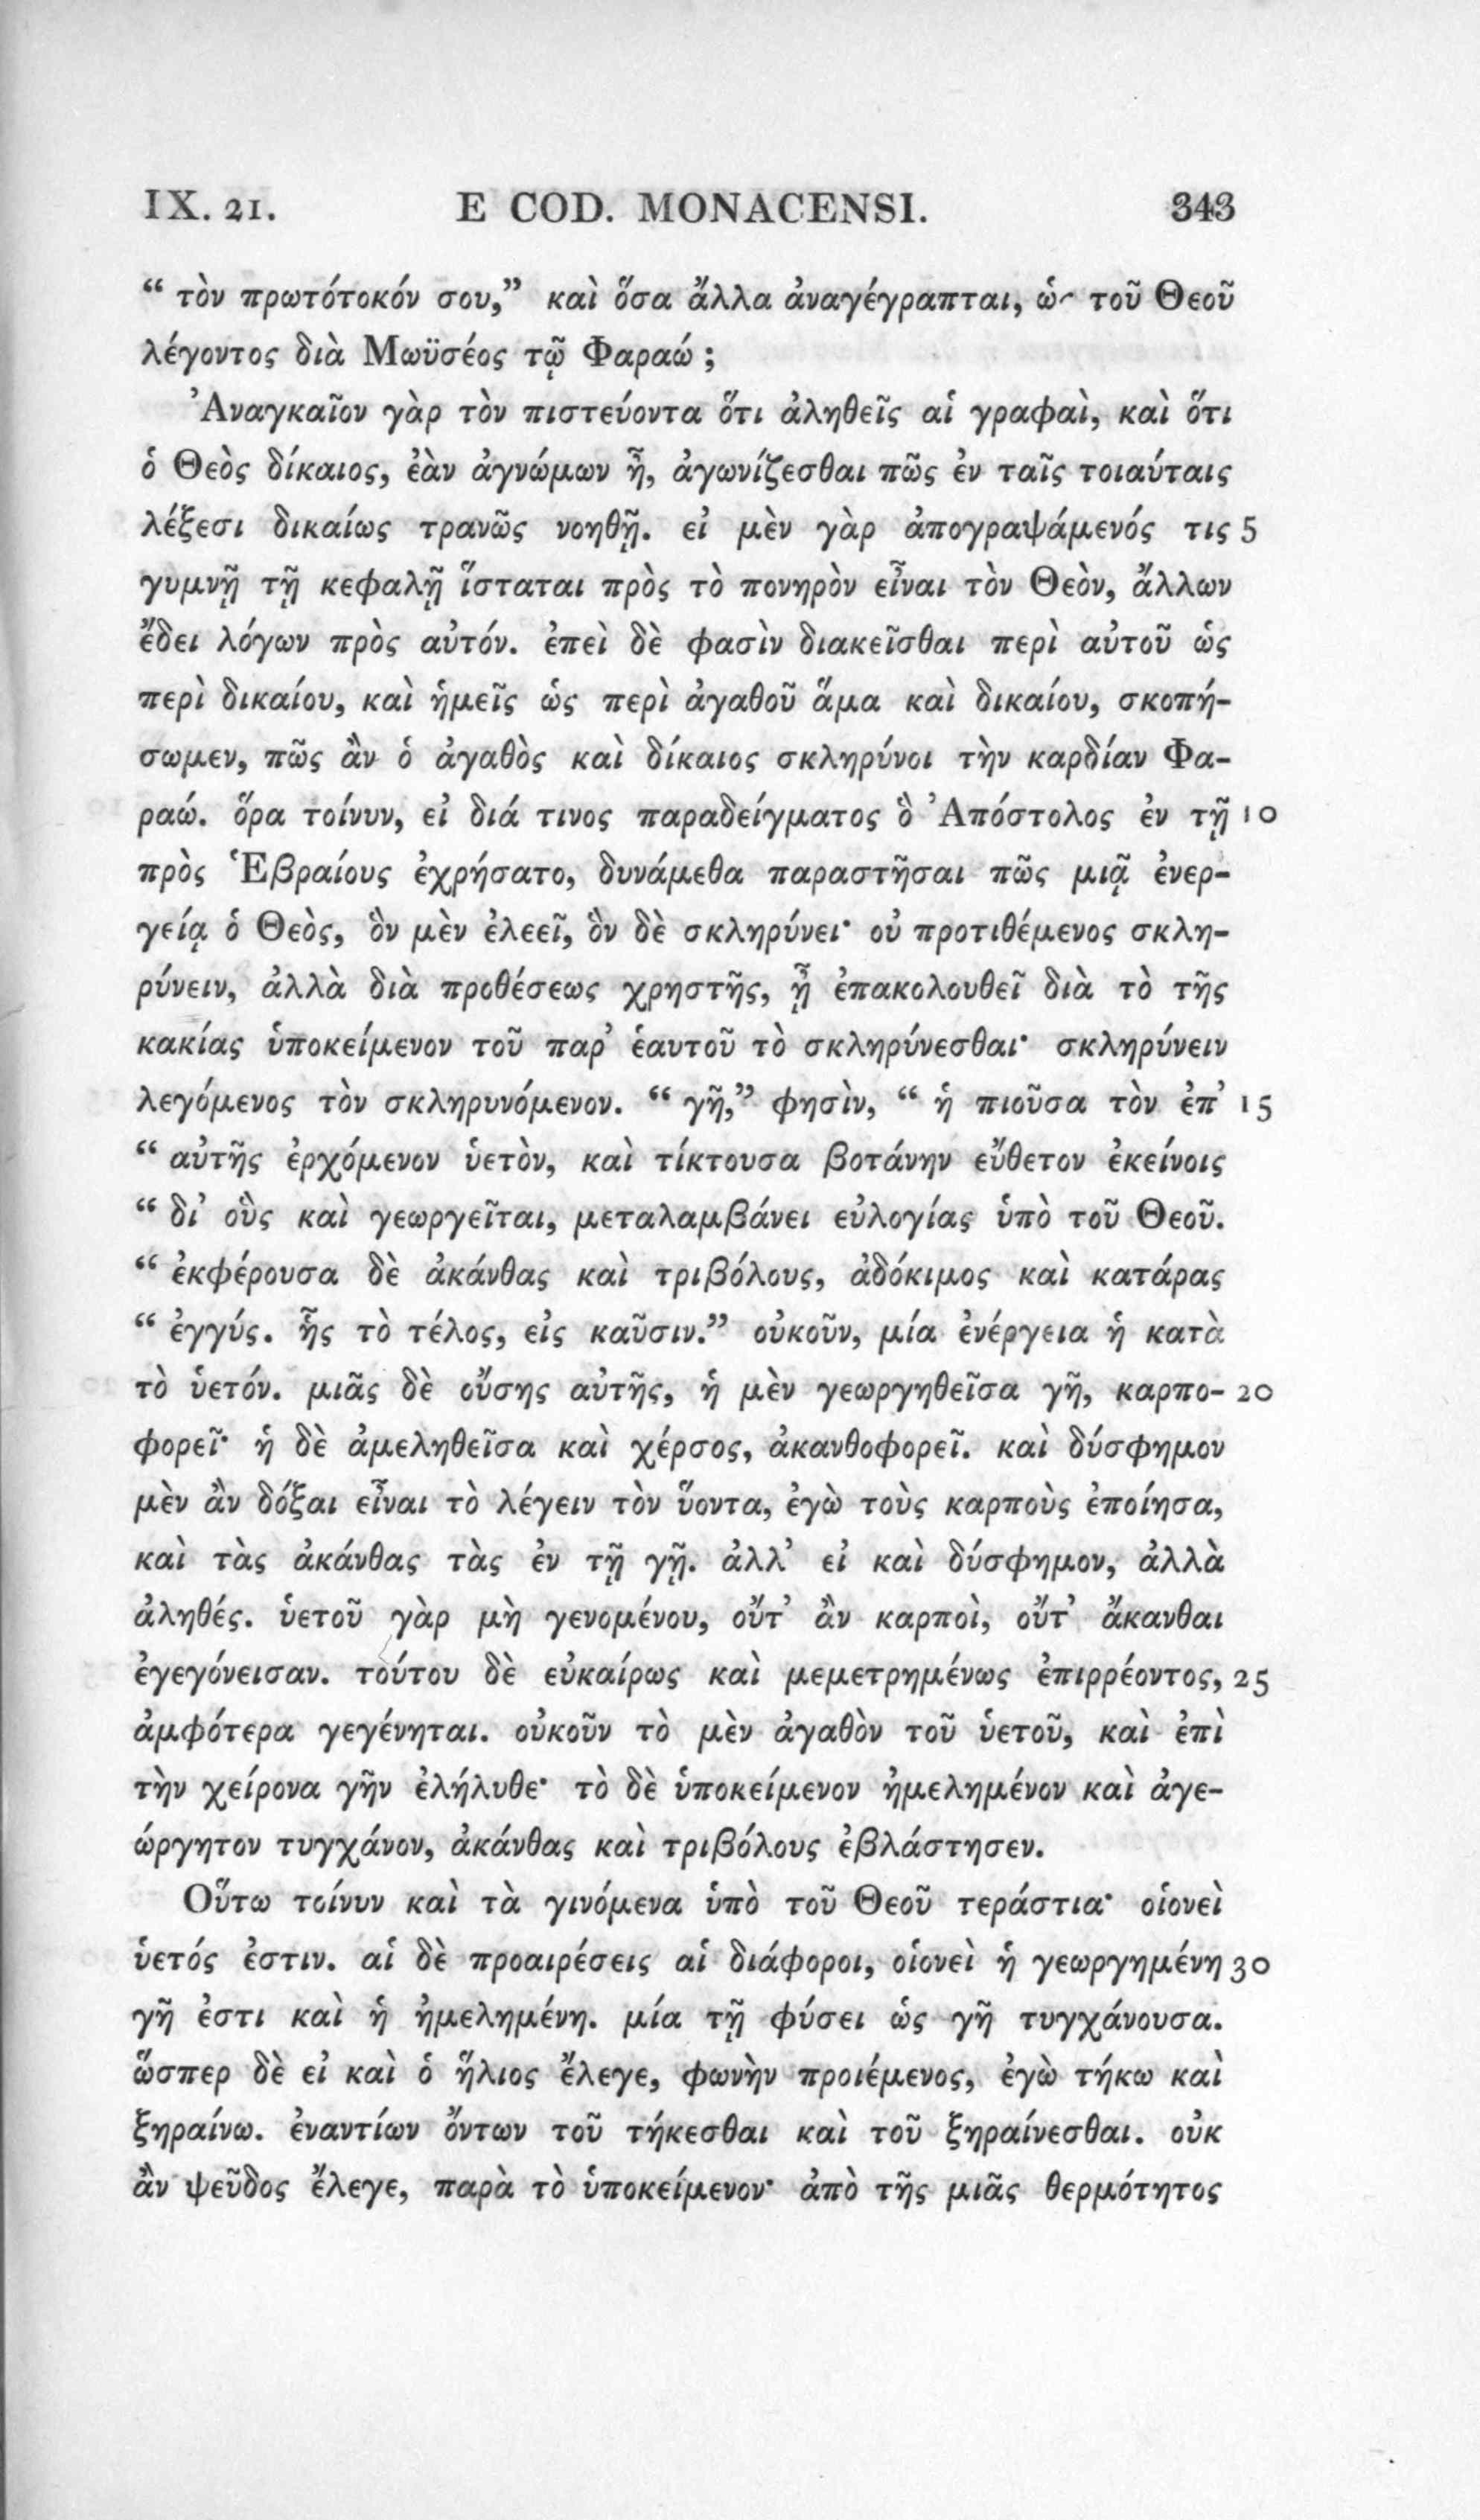 IX. 21. E COD. MONACENSI. 343
“ τὸν πρωτότοκόν σου,” καὶ ὅσα ἄλλα ἀναγέγραπται, ὡς τοῦ Θεοῦ
λέγοντος διὰ Μωϋσέος τῷ Φαραώ ;
Ἀναγκαῖον γὰρ τὸν πιστεύοντα ὅτι ἀληθεῖς αἱ γραφαὶ, καὶ ὅτι
ὁ Θεὸς δίκαιος, ἐὰν ἀγνώμων ἦ, ἀγωνίζεσθαι πῶς ἐν ταῖς τοιαύταις
λέξεσι δικαίως τρανῶς νοηθῇ. εἰ μὲν γὰρ ἀπογραψάμενός τις 5
γυμνῇ τῇ κεφαλῇ ἵσταται πρὸς τὸ πονηρὸν εἶναι τὸν Θεὸν, ἄλλων
ἔδει λόγων πρὸς αὐτόν. ἐπεὶ δὲ φασὶν διακεῖσθαι περὶ αὐτοῦ ὡς
περὶ δικαίου, καὶ ἡμεῖς ὡς περὶ ἀγαθοῦ ἅμα καὶ δικαίου, σκοπή-
σωμεν, πῶς ἂν ὁ ἀγαθὸς καὶ δίκαιος σκληρύνοι τὴν καρδίαν Φα-
ραώ. ὅρα τοίνυν, εἰ διά τινος παραδείγματος ὃ Ἀπόστολος ἐν τῇ 10
πρὸς Ἑβραίους ἐχρήσατο, δυνάμεθα παραστῆσαι πῶς μιᾷ ἐνερ-
γείᾳ ὁ Θεὸς, ὃν μὲν ἐλεεῖ, ὃν δὲ σκληρύνει· οὐ προτιθέμενος σκλη-
ρύνειν, ἀλλὰ διὰ προθέσεως χρηστῆς, ᾗ ἐπακολουθεῖ διὰ τὸ τῆς
κακίας ὑποκείμενον τοῦ παρ’ ἑαυτοῦ τὸ σκληρύνεσθαι· σκληρύνειν
λεγόμενος τὸν σκληρυνόμενον. “ γῆ,” φησὶν, “ ἡ πιοῦσα τὸν ἐπ’ 15
“ αὐτῆς ἐρχόμενον ὑετὸν, καὶ τίκτουσα βοτάνην εὔθετον ἐκείνοις
“ δι’ οὓς καὶ γεωργεῖται, μεταλαμβάνει εὐλογίας ὑπὸ τοῦ Θεοῦ.
“ ἐκφέρουσα δὲ ἀκάνθας καὶ τριβόλους, ἀδόκιμος καὶ κατάρας
“ ἐγγύς. ἧς τὸ τέλος, εἰς καῦσιν.” οὐκοῦν, μία ἐνέργεια ἡ κατὰ
τὸ ὑετόν. μιᾶς δὲ οὔσης αὐτῆς, ἡ μὲν γεωργηθεῖσα γῆ, καρπο- 20
φορεῖ· ἡ δὲ ἀμεληθεῖσα καὶ χέρσος, ἀκανθοφορεῖ. καὶ δύσφημον
μὲν ἂν δόξαι εἶναι τὸ λέγειν τὸν ὕοντα, ἐγὼ τοὺς καρποὺς ἐποίησα,
καὶ τὰς ἀκάνθας τὰς ἐν τῇ γῇ. ἀλλ’ εἰ καὶ δύσφημον, ἀλλὰ
ἀληθές. ὑετοῦ γὰρ μὴ γενομένου, οὔτ’ ἂν καρποὶ, οὔτ’ ἄκανθαι
ἐγεγόνεισαν. τούτου δὲ εὐκαίρως καὶ μεμετρημένως ἐπιρρέοντος, 25
ἀμφότερα γεγένηται. οὐκοῦν τὸ μὲν ἀγαθὸν τοῦ ὑετοῦ, καὶ ἐπὶ
τὴν χείρονα γῆν ἐλήλυθε· τὸ δὲ ὑποκείμενον ἠμελημένον καὶ ἀγε-
ώργητον τυγχάνον, ἀκάνθας καὶ τριβόλους ἐβλάστησεν.
Οὕτω τοίνυν καὶ τὰ γινόμενα ὑπὸ τοῦ Θεοῦ τεράστια· οἱονεὶ
ὑετός ἐστιν. αἱ δὲ προαιρέσεις αἱ διάφοροι, οἱονεὶ ἡ γεωργημένη 30
γῆ ἐστι καὶ ἡ ἠμελημένη. μία τῇ φύσει ὡς γῆ τυγχάνουσα.
ὥσπερ δὲ εἰ καὶ ὁ ἥλιος ἔλεγε, φωνὴν προιέμενος, ἐγὼ τήκω καὶ
ξηραίνω. ἐναντίων ὄντων τοῦ τήκεσθαι καὶ τοῦ ξηραίνεσθαι. οὐκ
ἂν ψεῦδος ἔλεγε, παρὰ τὸ ὑποκείμενον· ἀπὸ τῆς μιᾶς θερμότητος